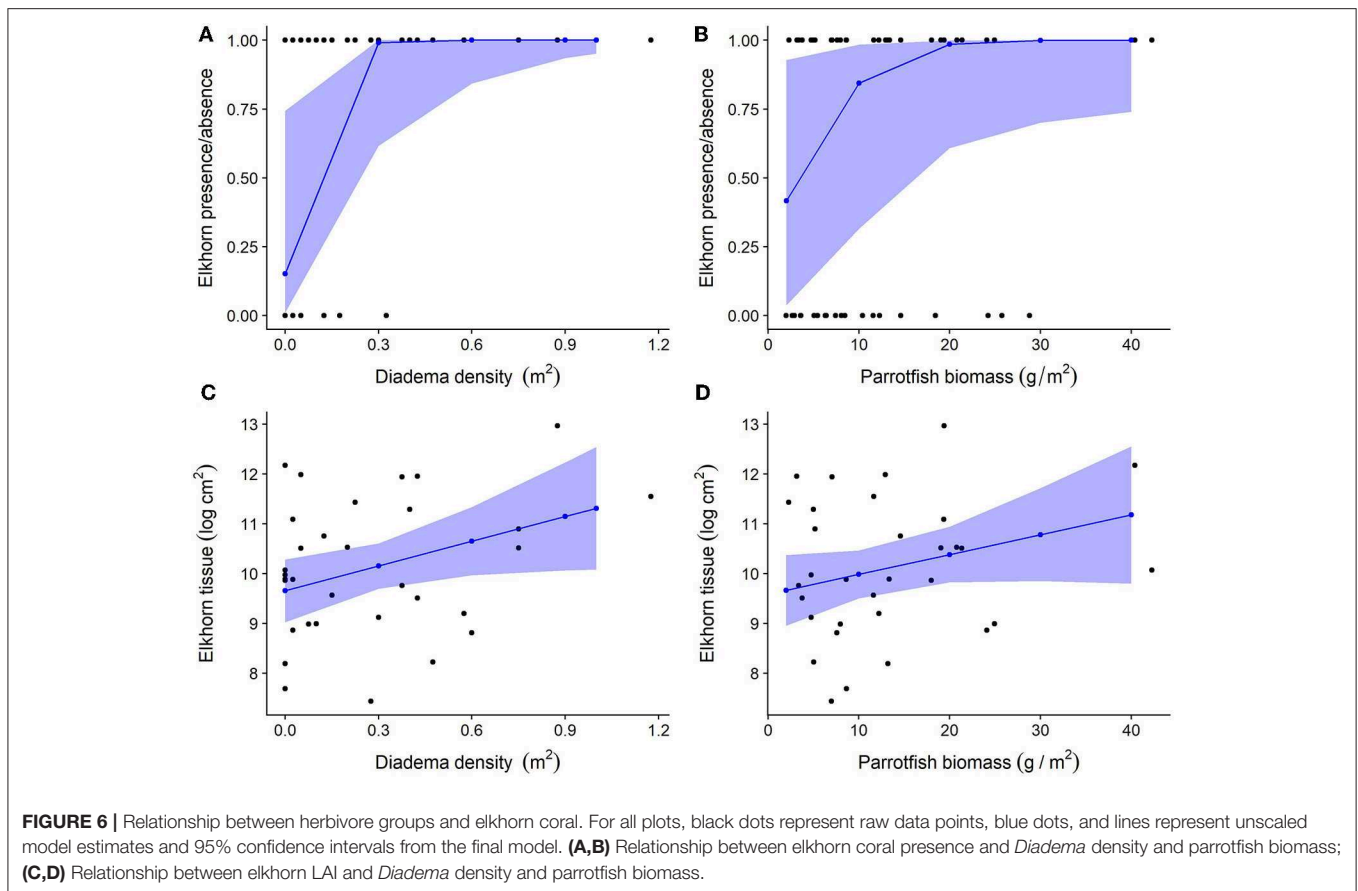 A
1.00
0.75
0.50
0.25
0.00
Elkhorn presence/absence
0.0 0.3 0.6 0.9 1.2
Diadema density (m²)
B
1.00
0.75
0.50
0.25
0.00
Elkhorn presence/absence
0 10 20 30 40
Parrotfish biomass (g/m²)
C
13
12
11
10
9
8
Elkhorn tissue (log cm²)
0.0 0.3 0.6 0.9 1.2
Diadema density (m²)
D
13
12
11
10
9
8
Elkhorn tissue (log cm²)
0 10 20 30 40
Parrotfish biomass (g / m²)
FIGURE 6 | Relationship between herbivore groups and elkhorn coral. For all plots, black dots represent raw data points, blue dots, and lines represent unscaled
model estimates and 95% confidence intervals from the final model. (A,B) Relationship between elkhorn coral presence and Diadema density and parrotfish biomass;
(C,D) Relationship between elkhorn LAI and Diadema density and parrotfish biomass.